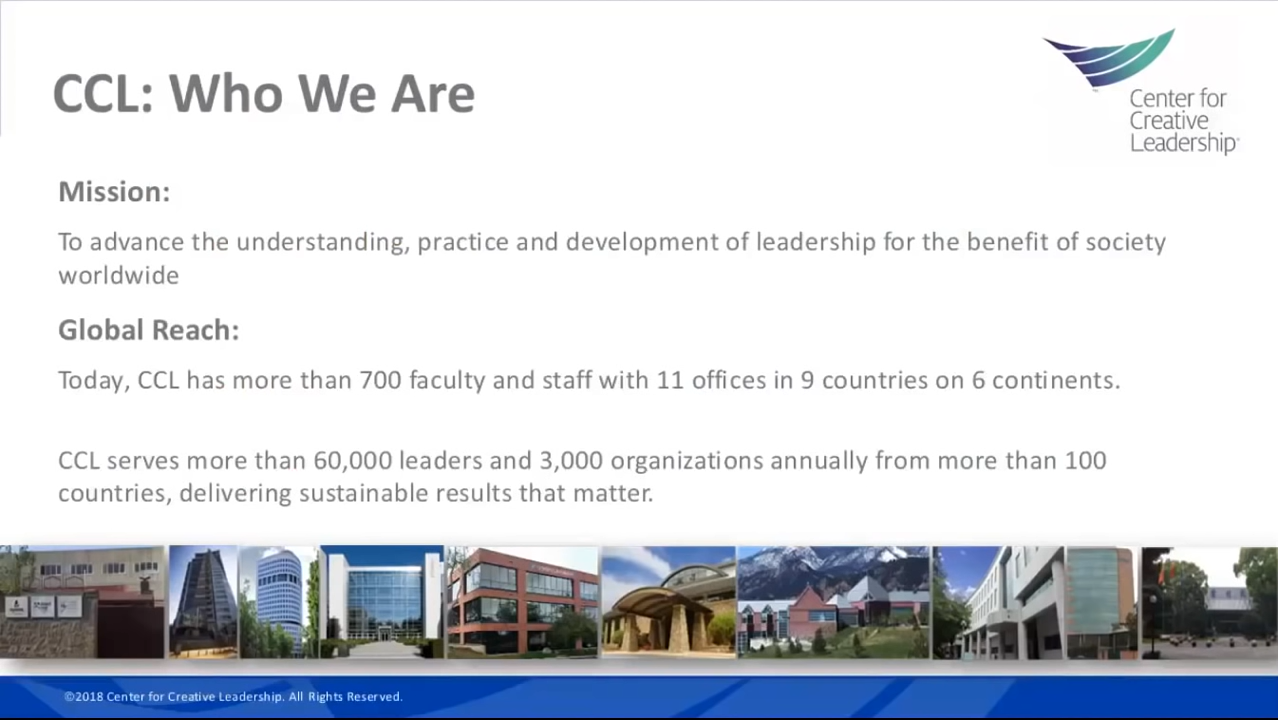 CCL: Who We Are
Center for
Creative
Leadership
Mission:
To advance the understanding, practice and development of leadership for the benefit of society
worldwide
Global Reach:
Today, CCL has more than 700 faculty and staff with 11 offices in 9 countries on 6 continents.
CCL serves more than 60,000 leaders and 3,000 organizations annually from more than 100
countries, delivering sustainable results that matter.
©2018 Center for Creative Leadership. All Rights Reserved.